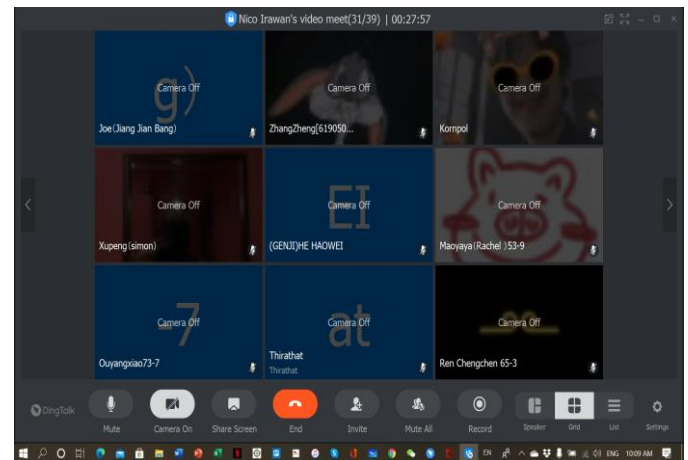 Nico Irawan's video meet(31/39) | 00:27:57
g)
Camera Off
Joe(Jiang Jian Bang)
Camera Off
ZhangZheng[619050...
Camera Off
Kornpol
Camera Off
Xupeng(simon)
EI
Camera Off
(GENJI)HE HAOWEI
Camera Off
Maoyaya(Rachel )53-9
-7
Camera Off
Ouyangxiao73-7
at
Camera Off
Thirathat
Thirathat
Camera Off
Ren Chengchen 65-3
DingTalk
Mute
Camera On
Share Screen
End
Invite
Mute All
Record
Speaker
Grid
List
Settings
EN
ENG
10:09 AM